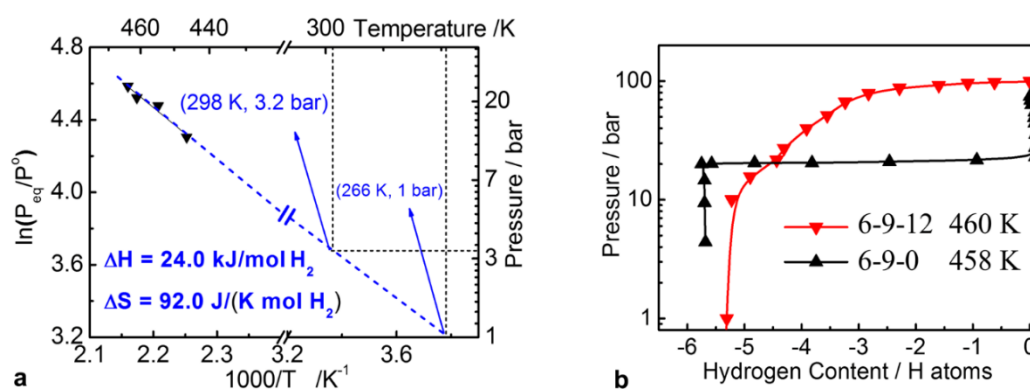 460 440 300 Temperature /K
4.8
4.4
4.0
3.6
3.2
ln(P_eq/P^o)
(298 K, 3.2 bar)
(266 K, 1 bar)
ΔH = 24.0 kJ/mol H₂
ΔS = 92.0 J/(K mol H₂)
20
7
3
1
Pressure / bar
2.1 2.2 2.3 3.2 3.6
1000/T /K⁻¹
a
b
100
10
1
Pressure / bar
6-9-12 460 K
6-9-0 458 K
-6 -5 -4 -3 -2 -1 0
Hydrogen Content / H atoms